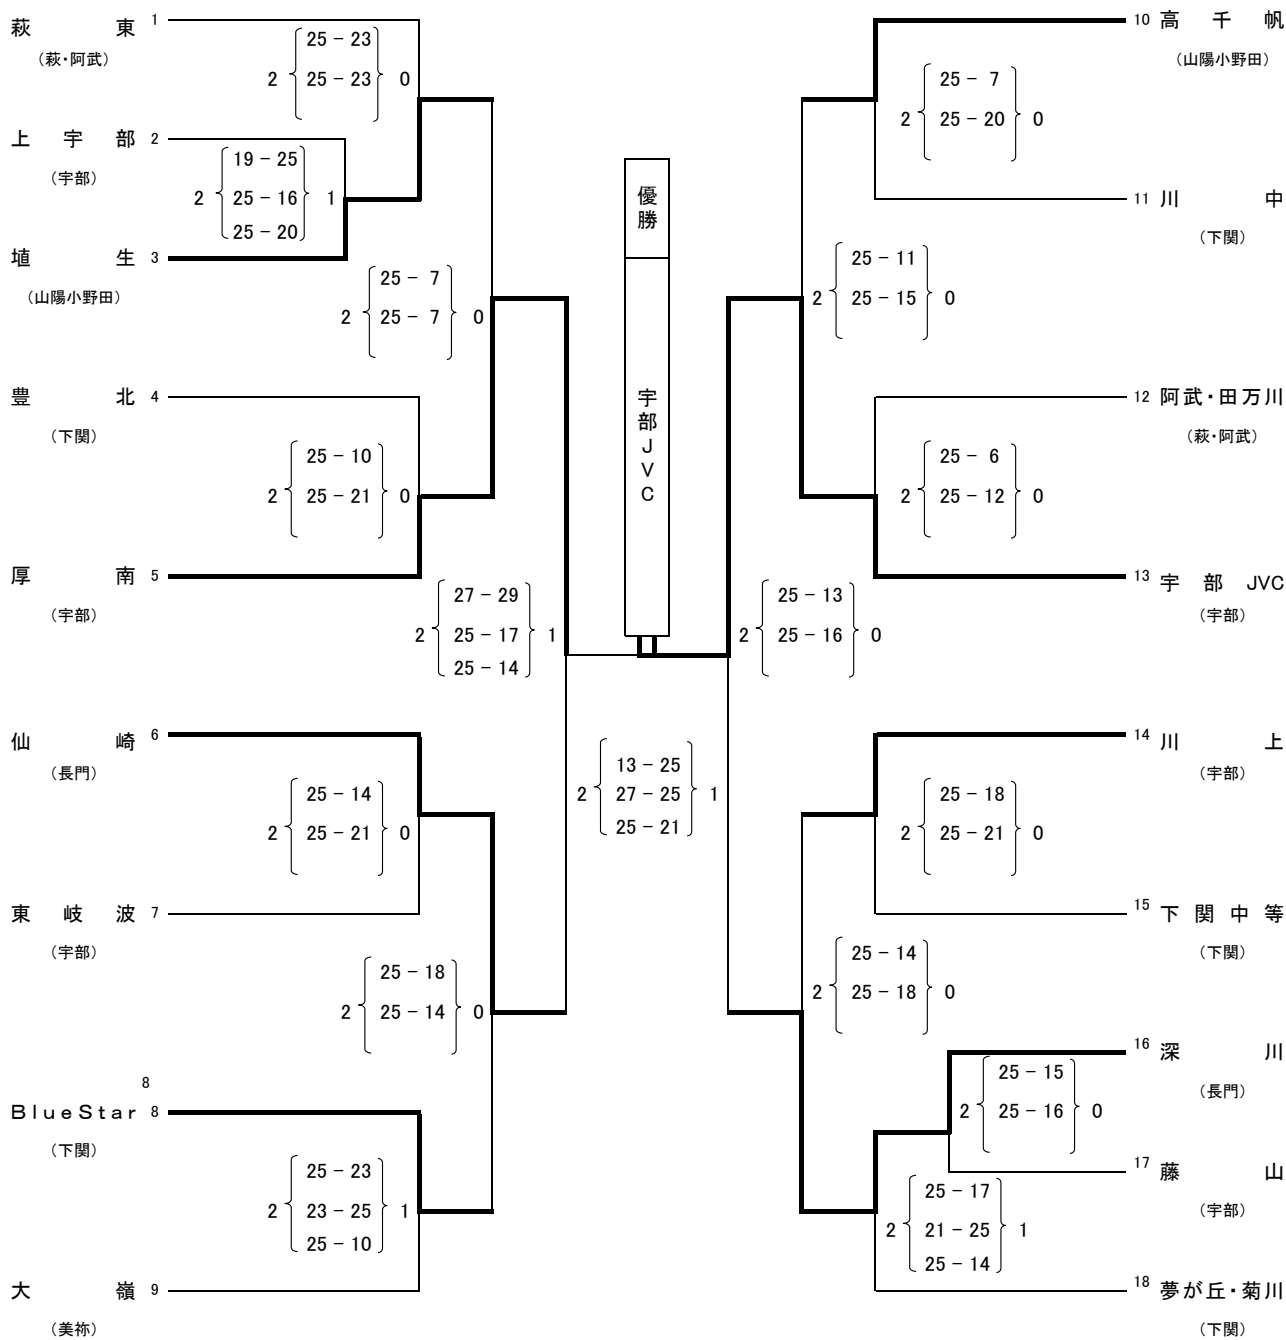 萩東 1
(萩・阿武)
25 - 23
2 25 - 23 0
上宇部 2
(宇部)
19 - 25
2 25 - 16 1
25 - 20
埴生 3
(山陽小野田)
25 - 7
2 25 - 7 0
豊北 4
(下関)
25 - 10
2 25 - 21 0
厚南 5
(宇部)
27 - 29
2 25 - 17 1
25 - 14
仙崎 6
(長門)
25 - 14
2 25 - 21 0
東岐波 7
(宇部)
25 - 18
2 25 - 14 0
8
BlueStar 8
(下関)
25 - 23
2 23 - 25 1
25 - 10
大嶺 9
(美祢)
優勝
宇部JVC
13 - 25
2 27 - 25 1
25 - 21
10 高千帆
(山陽小野田)
25 - 7
2 25 - 20 0
11 川中
(下関)
25 - 11
2 25 - 15 0
12 阿武・田万川
(萩・阿武)
25 - 6
2 25 - 12 0
13 宇部 JVC
(宇部)
25 - 13
2 25 - 16 0
14 川上
(宇部)
25 - 18
2 25 - 21 0
15 下関中等
(下関)
25 - 14
2 25 - 18 0
16 深川
(長門)
25 - 15
2 25 - 16 0
17 藤山
(宇部)
25 - 17
2 21 - 25 1
25 - 14
18 夢が丘・菊川
(下関)